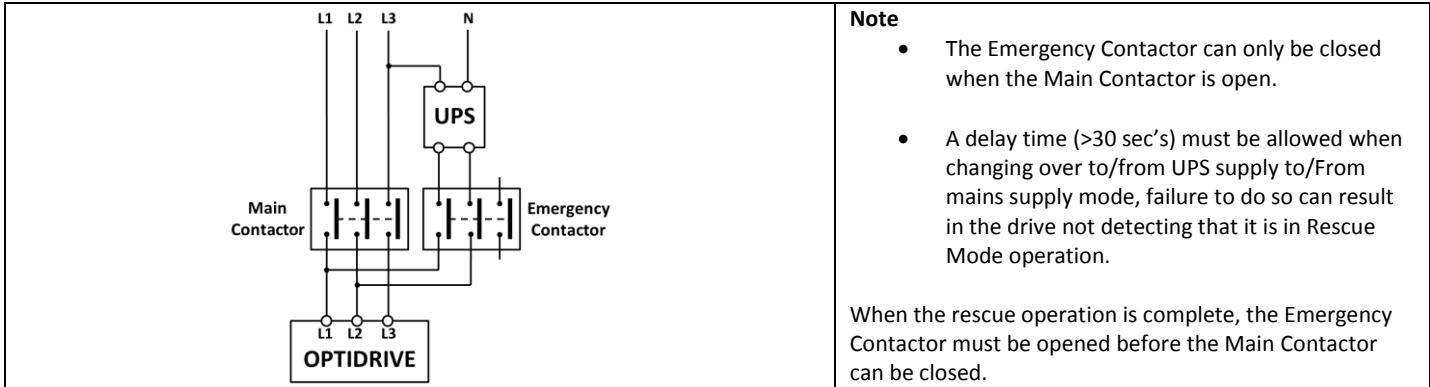 L1 L2 L3 N
UPS
Main
Contactor
Emergency
Contactor
L1 L2 L3
OPTIDRIVE
Note
• The Emergency Contactor can only be closed
when the Main Contactor is open.
• A delay time (>30 sec’s) must be allowed when
changing over to/from UPS supply to/From
mains supply mode, failure to do so can result
in the drive not detecting that it is in Rescue
Mode operation.
When the rescue operation is complete, the Emergency
Contactor must be opened before the Main Contactor
can be closed.